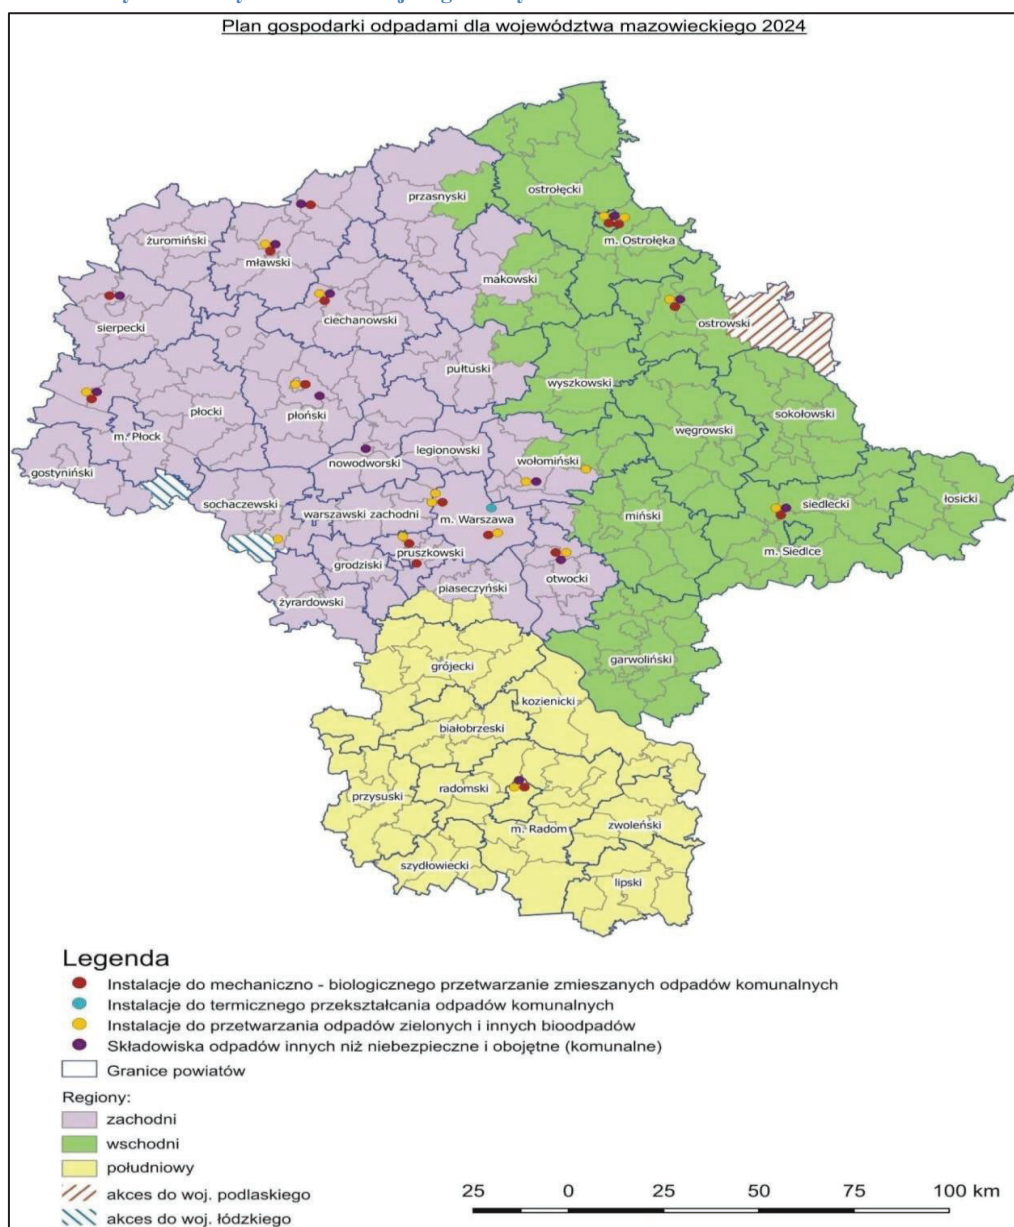 Plan gospodarki odpadami dla województwa mazowieckiego 2024
ostrołęcki
przasnyski
m. Ostrołęka
żuromiński
mławski
makowski
ciechanowski
sierpecki
ostrowski
pułtuski
wyszkowski
płocki
płoński
sokołowski
węgrowski
m. Płock
legionowski
wołomiński
nowodworski
gostyniński
sochaczewski
warszawski zachodni
m. Warszawa
miński
siedlecki
łosicki
pruszkowski
m. Siedlce
grodziski
otwocki
piaseczyński
żyrardowski
garwoliński
grójecki
kozienicki
białobrzeski
przysuski
radomski
m. Radom
zwoleński
szydłowiecki
lipski
Legenda
Instalacje do mechaniczno - biologicznego przetwarzanie zmieszanych odpadów komunalnych
Instalacje do termicznego przekształcania odpadów komunalnych
Instalacje do przetwarzania odpadów zielonych i innych bioodpadów
Składowiska odpadów innych niż niebezpieczne i obojętne (komunalne)
Granice powiatów
Regiony:
zachodni
wschodni
południowy
akces do woj. podlaskiego
akces do woj. łódzkiego
25 0 25 50 75 100 km